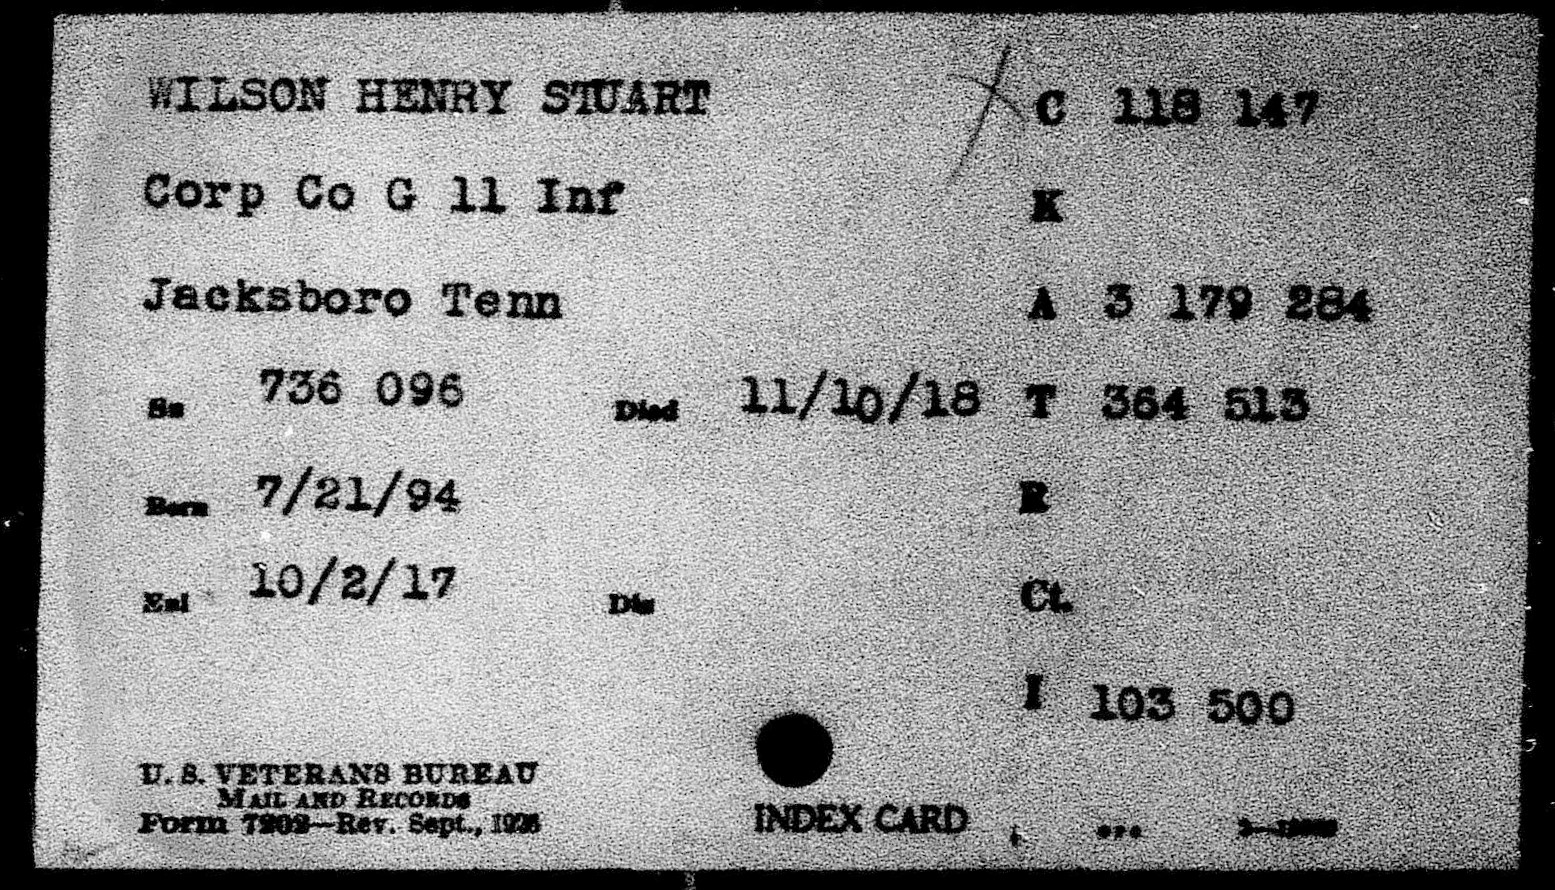 WILSON HENRY STUART C 118 147
Corp Co G 11 Inf K
Jacksboro Tenn A 3 179 284
Sn 736 096 Died 11/10/18 T 364 513
Born 7/21/94 R
Enl 10/2/17 Dis Ct.
I 103 500
U. S. VETERANS BUREAU
MAIL AND RECORDS
Form 7202—Rev. Sept.,
INDEX CARD